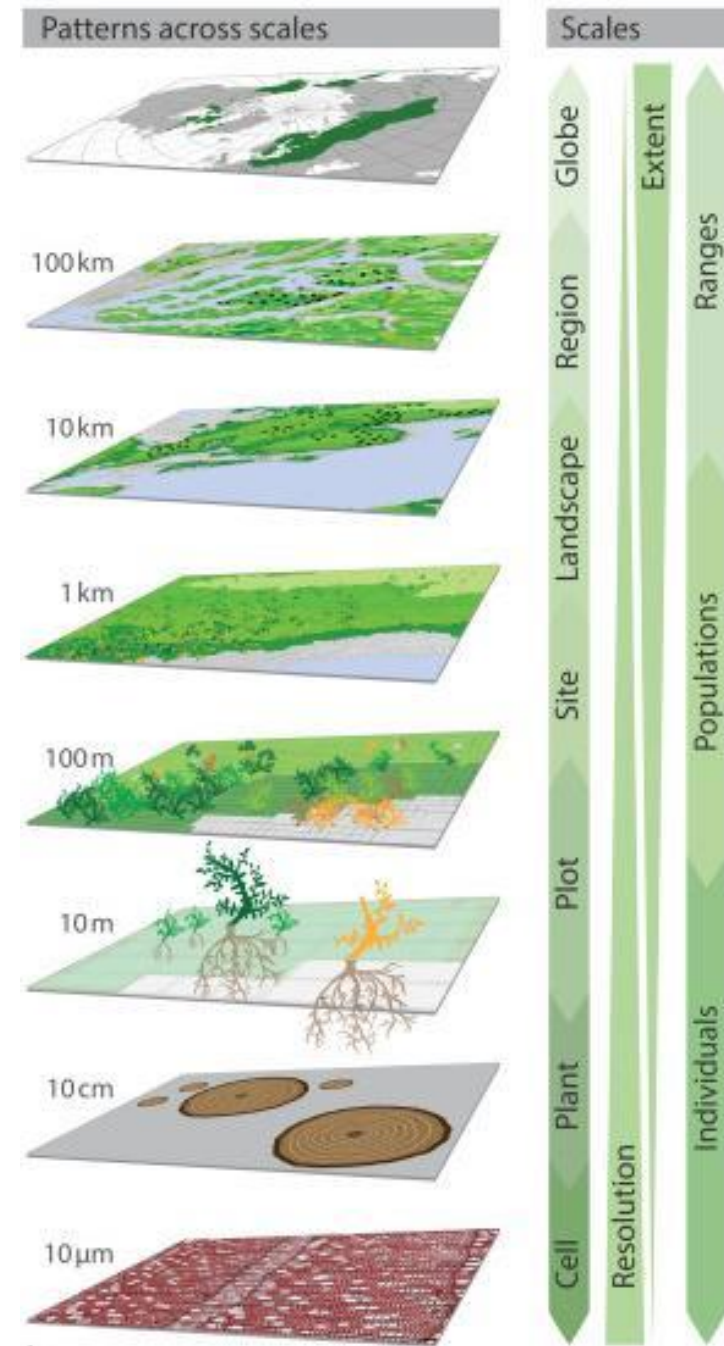 Patterns across scales
Scales
100 km
10 km
1 km
100 m
10 m
10 cm
10 µm
Globe
Region
Landscape
Site
Plot
Plant
Cell
Extent
Resolution
Ranges
Populations
Individuals